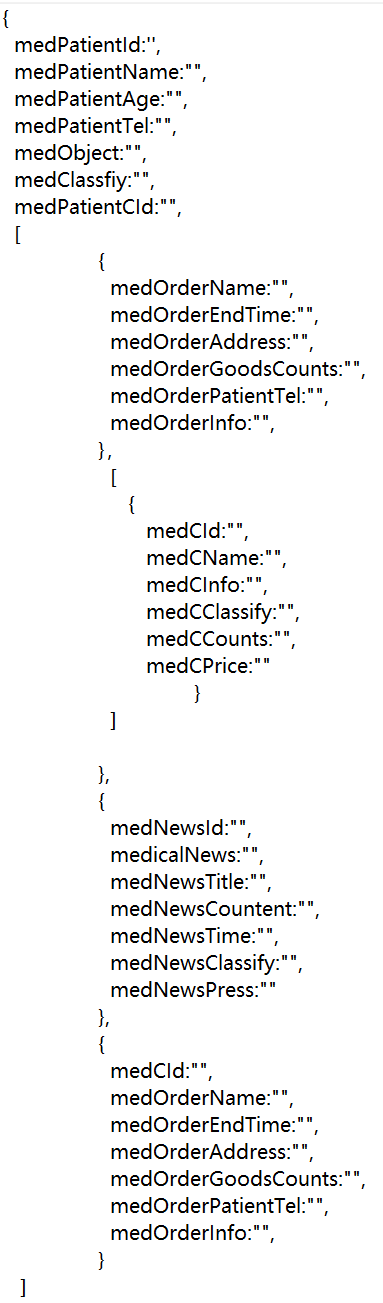 {
medPatientId:'',
medPatientName:"",
medPatientAge:"",
medPatientTel:"",
medObject:"",
medClassfiy:"",
medPatientCId:"",
[
{
medOrderName:"",
medOrderEndTime:"",
medOrderAddress:"",
medOrderGoodsCounts:"",
medOrderPatientTel:"",
medOrderInfo:"",
},
[
{
medCId:"",
medCName:"",
medCInfo:"",
medCClassify:"",
medCCounts:"",
medCPrice:""
}
]
},
{
medNewsId:"",
medicalNews:"",
medNewsTitle:"",
medNewsCountent:"",
medNewsTime:"",
medNewsClassify:"",
medNewsPress:""
},
{
medCId:"",
medOrderName:"",
medOrderEndTime:"",
medOrderAddress:"",
medOrderGoodsCounts:"",
medOrderPatientTel:"",
medOrderInfo:"",
}
]